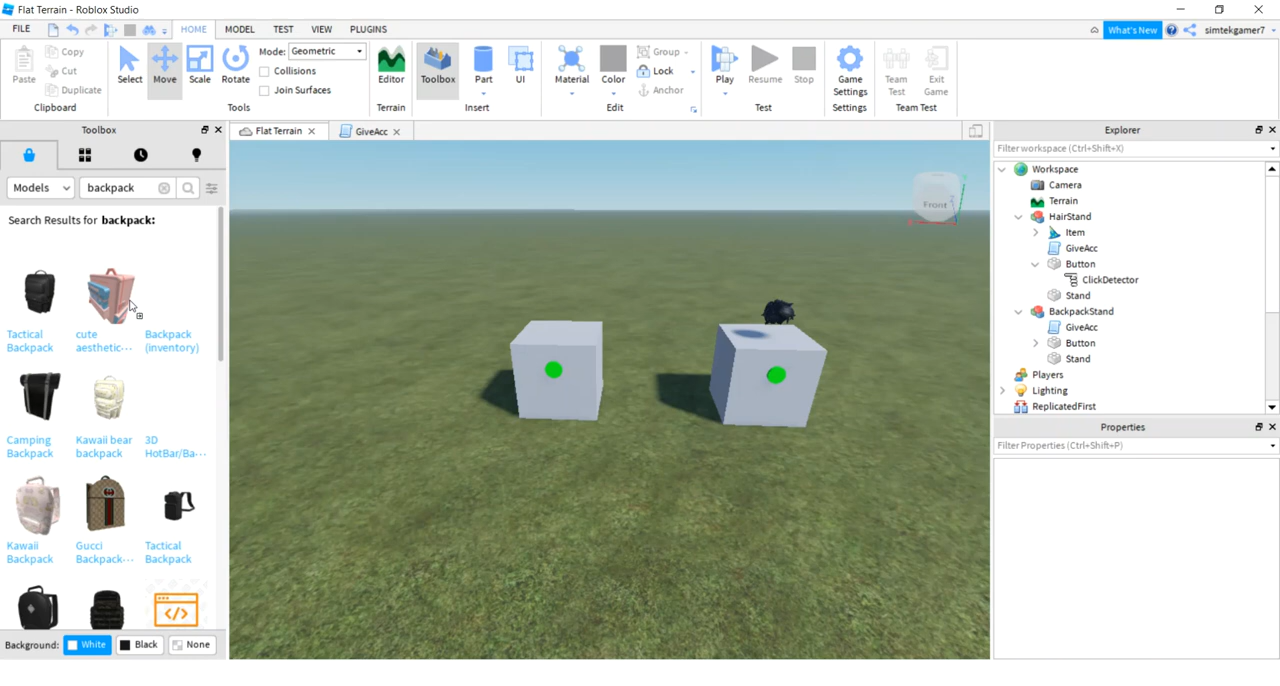 Flat Terrain - Roblox Studio
FILE HOME MODEL TEST VIEW PLUGINS What's New simtekgamer7
Paste Copy Cut Duplicate Clipboard
Select Move Scale Rotate Tools
Mode: Geometric
Collisions
Join Surfaces
Editor Terrain
Toolbox Part UI Insert
Material Color Group Lock Anchor Edit
Play Resume Stop Test
Game Settings Settings
Team Test Exit Game Team Test
Toolbox
Models backpack
Search Results for backpack:
Tactical Backpack
cute aesthetic...
Backpack (inventory)
Camping Backpack
Kawaii bear backpack
3D HotBar/Ba...
Kawaii Backpack
Gucci Backpack...
Tactical Backpack
Background: White Black None
Flat Terrain GiveAcc
Front
Explorer
Filter workspace (Ctrl+Shift+X)
Workspace
Camera
Terrain
HairStand
Item
GiveAcc
Button
ClickDetector
Stand
BackpackStand
GiveAcc
Button
Stand
Players
Lighting
ReplicatedFirst
Properties
Filter Properties (Ctrl+Shift+P)